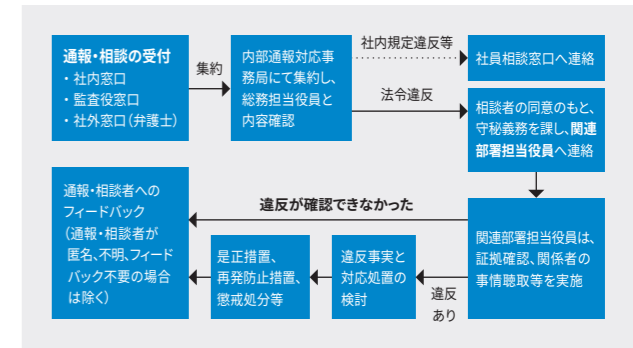 通報・相談の受付
・社内窓口
・監査役窓口
・社外窓口（弁護士）
集約
内部通報対応事
務局にて集約し、
総務担当役員と
内容確認
社内規定違反等
社員相談窓口へ連絡
法令違反
相談者の同意のもと、
守秘義務を課し、関連
部署担当役員へ連絡
関連部署担当役員は、
証拠確認、関係者の
事情聴取等を実施
違反が確認できなかった
違反
あり
違反事実と
対応処置の
検討
是正措置、
再発防止措置、
懲戒処分等
通報・相談者への
フィードバック
（通報・相談者が
匿名、不明、フィード
バック不要の場合
は除く）